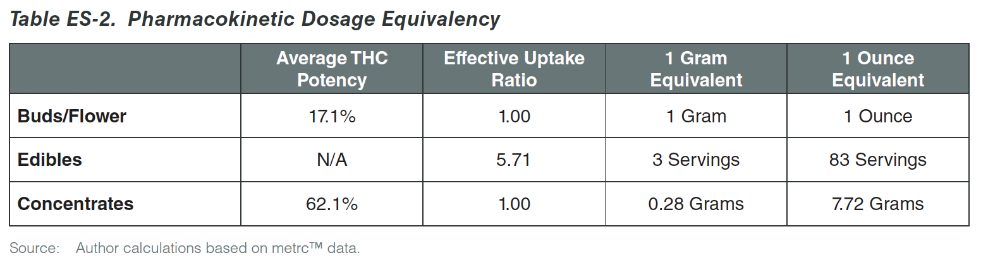 Table ES-2. Pharmacokinetic Dosage Equivalency
Average THC Potency Effective Uptake Ratio 1 Gram Equivalent 1 Ounce Equivalent
Buds/Flower 17.1% 1.00 1 Gram 1 Ounce
Edibles N/A 5.71 3 Servings 83 Servings
Concentrates 62.1% 1.00 0.28 Grams 7.72 Grams
Source: Author calculations based on metrc™ data.